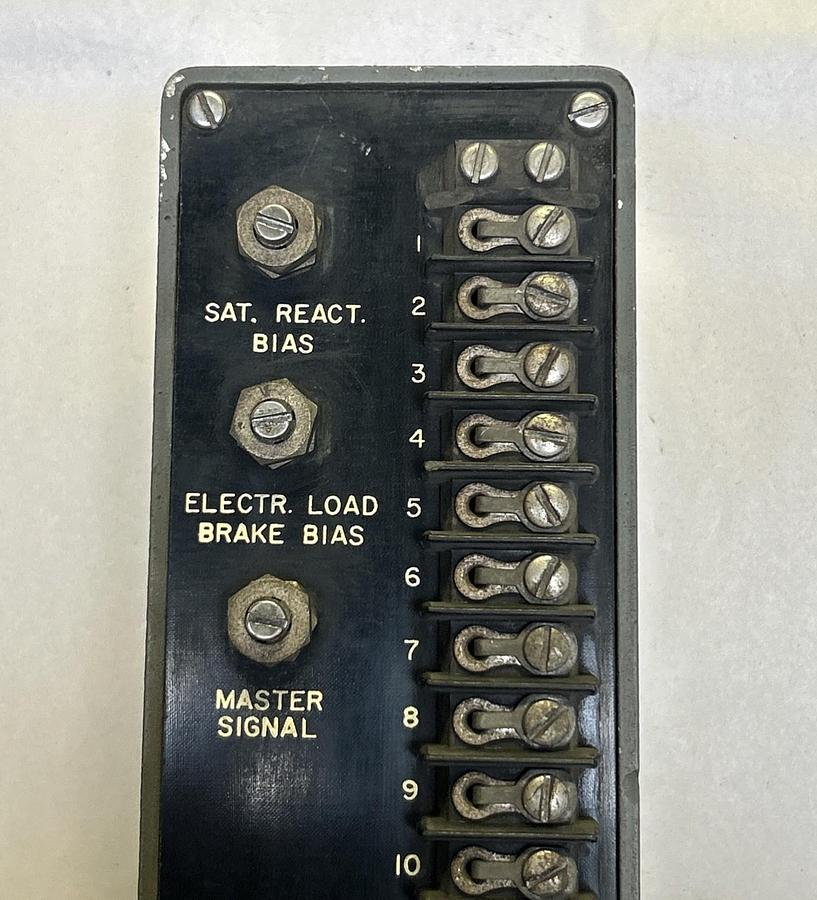 SAT. REACT.
BIAS
ELECTR. LOAD
BRAKE BIAS
MASTER
SIGNAL
1
2
3
4
5
6
7
8
9
10